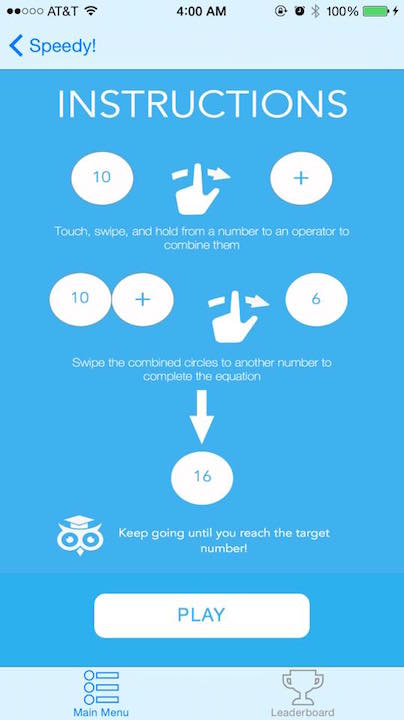 AT&T 4:00 AM 100%
Speedy!
INSTRUCTIONS
10 +
Touch, swipe, and hold from a number to an operator to
combine them
10 + 6
Swipe the combined circles to another number to
complete the equation
16
Keep going until you reach the target
number!
PLAY
Main Menu Leaderboard